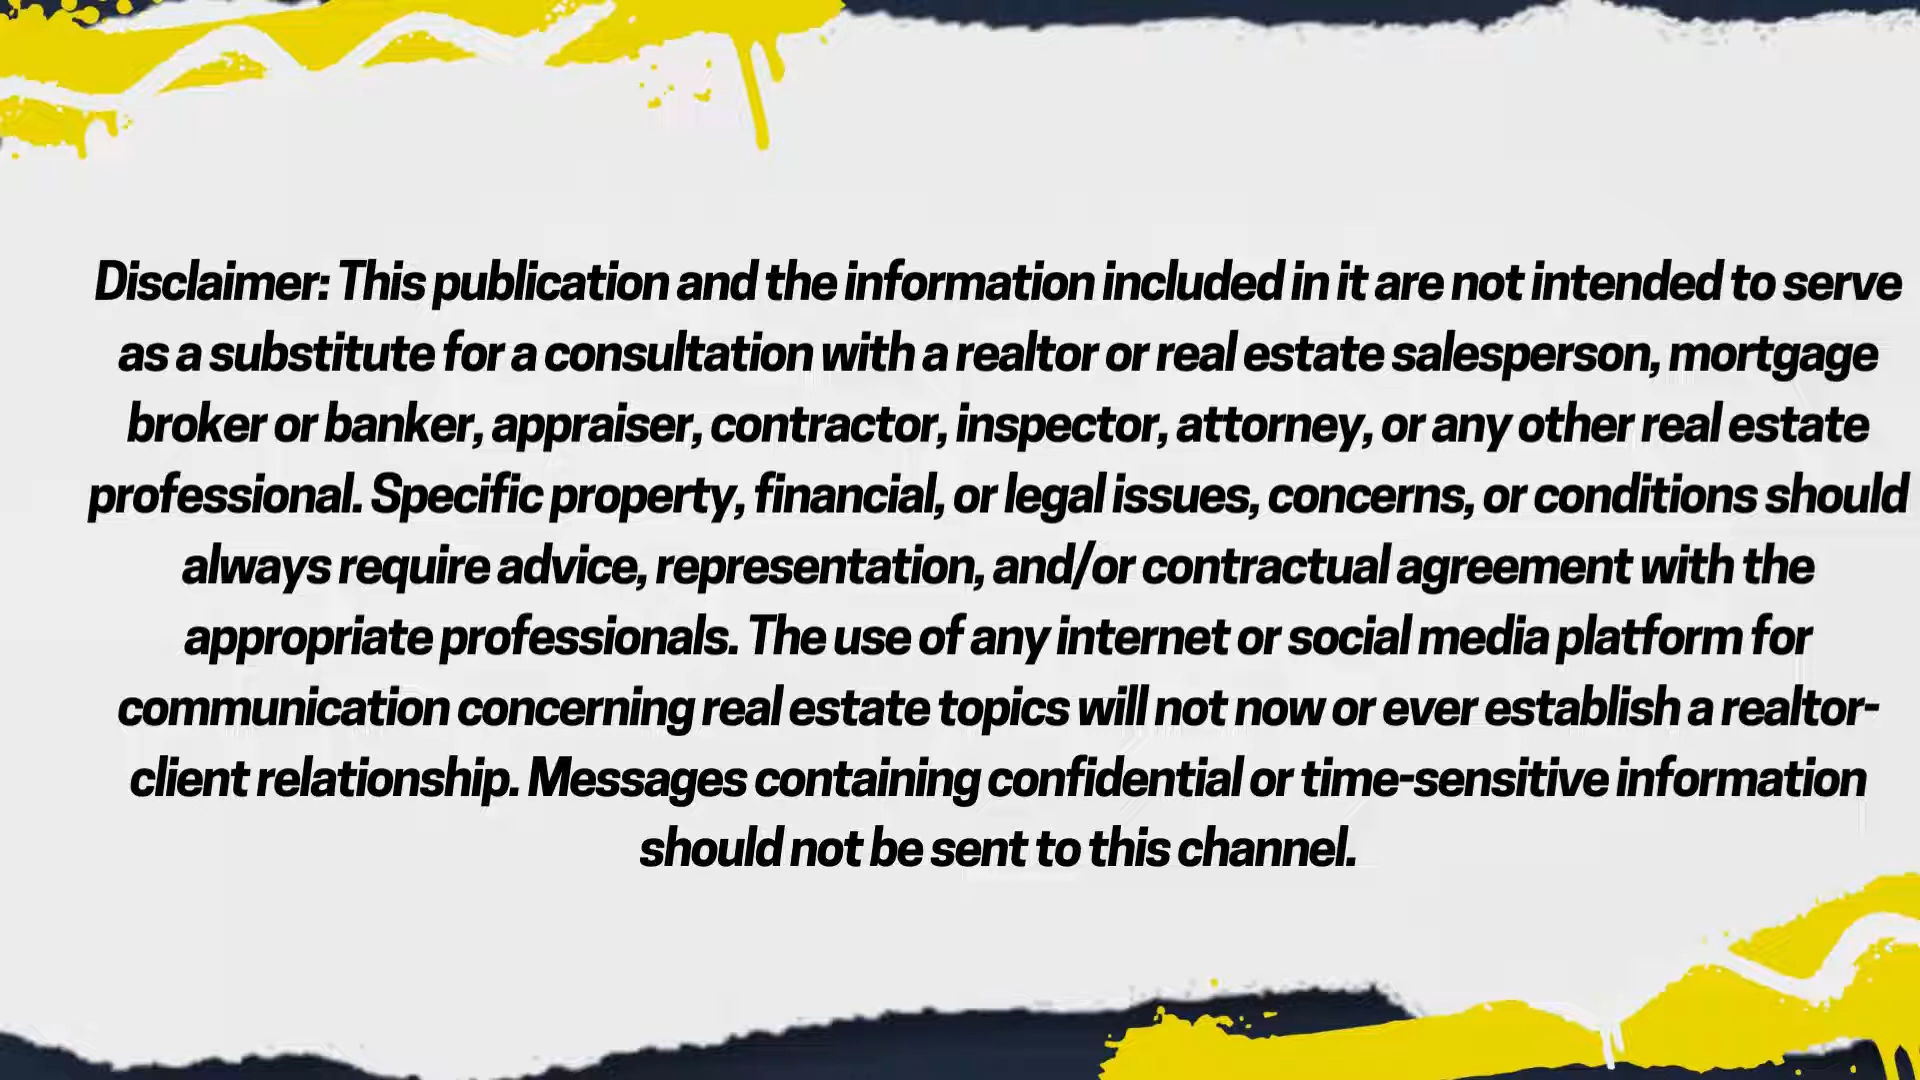 Disclaimer: This publication and the information included in it are not intended to serve
as a substitute for a consultation with a realtor or real estate salesperson, mortgage
broker or banker, appraiser, contractor, inspector, attorney, or any other real estate
professional. Specific property, financial, or legal issues, concerns, or conditions should
always require advice, representation, and/or contractual agreement with the
appropriate professionals. The use of any internet or social media platform for
communication concerning real estate topics will not now or ever establish a realtor-
client relationship. Messages containing confidential or time-sensitive information
should not be sent to this channel.